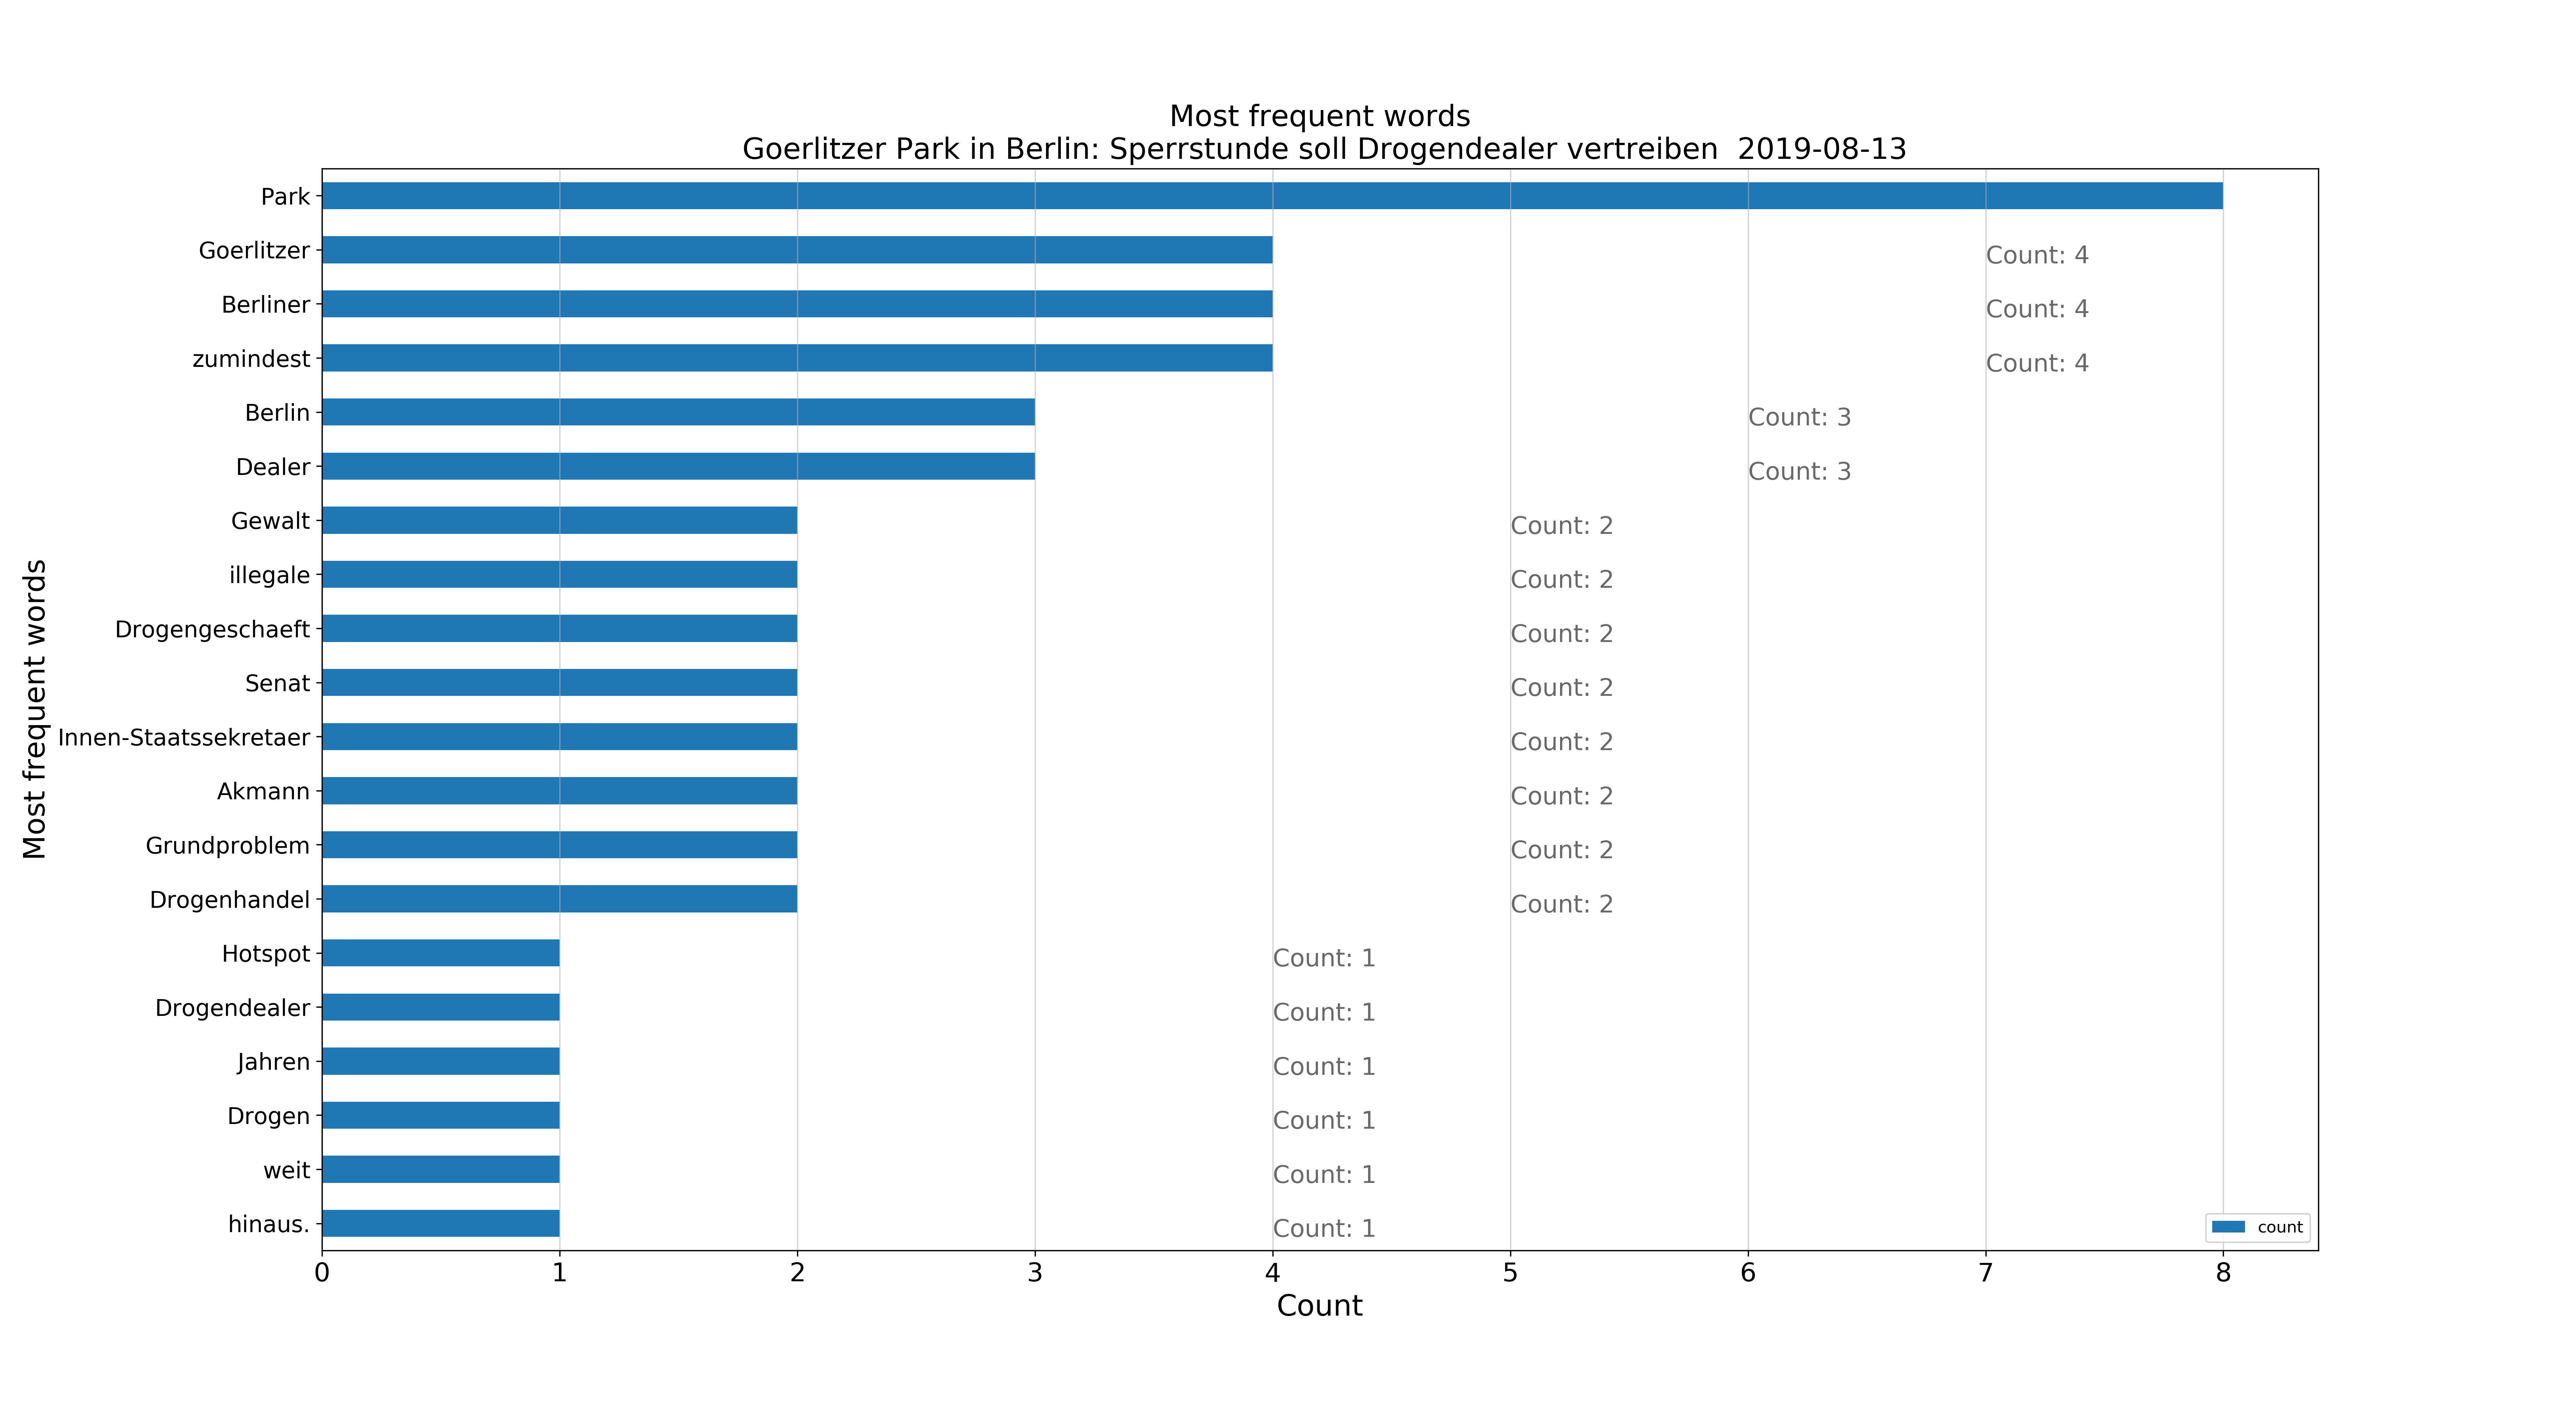 Most frequent words
Goerlitzer Park in Berlin: Sperrstunde soll Drogendealer vertreiben  2019-08-13
Most frequent words
Park
Goerlitzer Count: 4
Berliner Count: 4
zumindest Count: 4
Berlin Count: 3
Dealer Count: 3
Gewalt Count: 2
illegale Count: 2
Drogengeschaeft Count: 2
Senat Count: 2
Innen-Staatssekretaer Count: 2
Akmann Count: 2
Grundproblem Count: 2
Drogenhandel Count: 2
Hotspot Count: 1
Drogendealer Count: 1
Jahren Count: 1
Drogen Count: 1
weit Count: 1
hinaus. Count: 1
count
0 1 2 3 4 5 6 7 8
Count